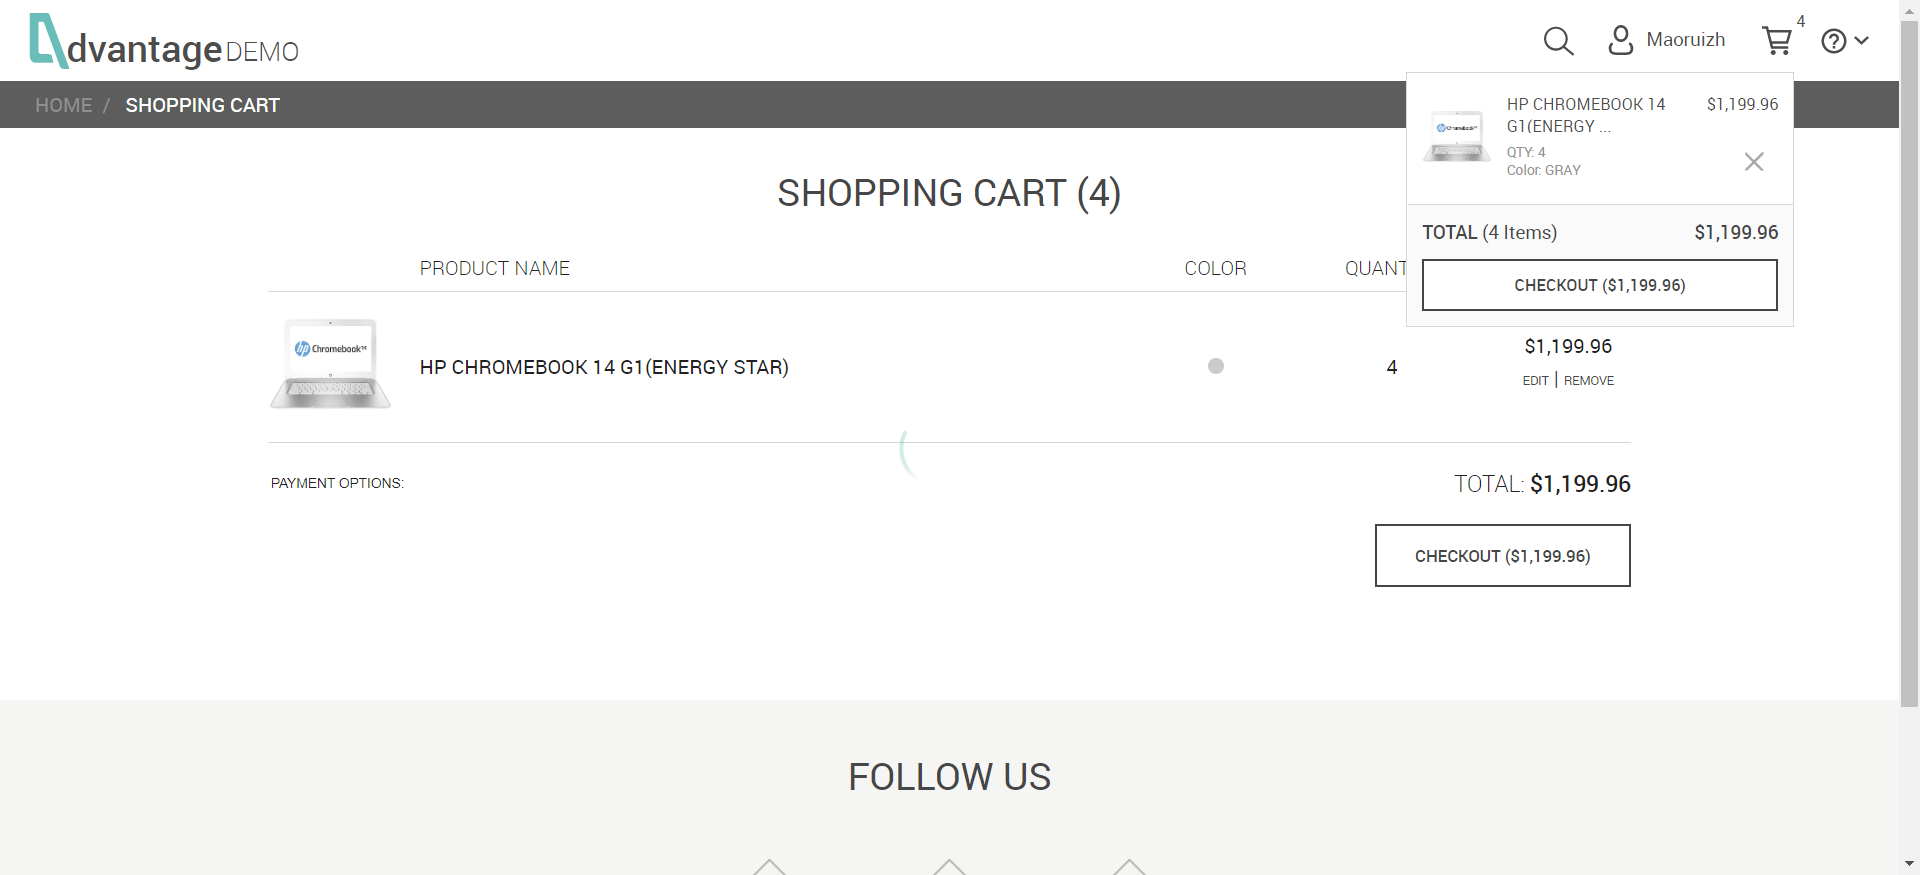 dvantage DEMO
Maoruizh
4
HOME / SHOPPING CART
HP CHROMEBOOK 14
G1(ENERGY ...
$1,199.96
QTY: 4
Color: GRAY
TOTAL (4 Items) $1,199.96
CHECKOUT ($1,199.96)
SHOPPING CART (4)
PRODUCT NAME COLOR QUANT
hp Chromebook 14
HP CHROMEBOOK 14 G1(ENERGY STAR) 4 $1,199.96
EDIT | REMOVE
PAYMENT OPTIONS:
TOTAL: $1,199.96
CHECKOUT ($1,199.96)
FOLLOW US